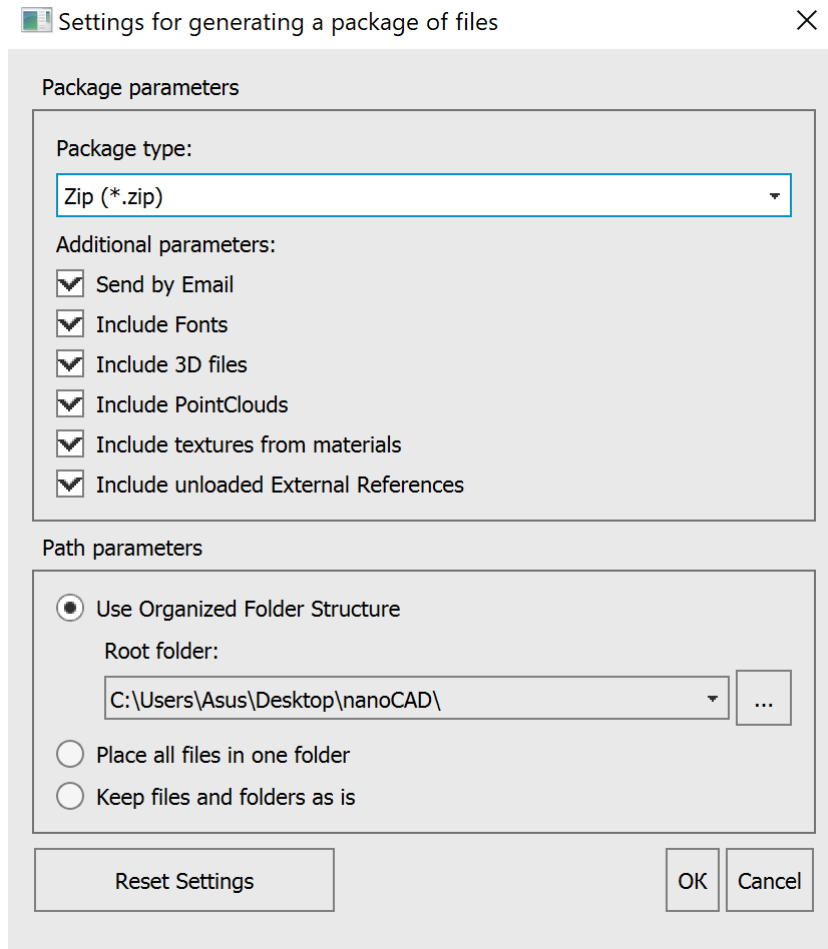 Settings for generating a package of files
Package parameters
Package type:
Zip (*.zip)
Additional parameters:
Send by Email
Include Fonts
Include 3D files
Include PointClouds
Include textures from materials
Include unloaded External References
Path parameters
Use Organized Folder Structure
Root folder:
C:\Users\Asus\Desktop\nanoCAD\ ...
Place all files in one folder
Keep files and folders as is
Reset Settings OK Cancel